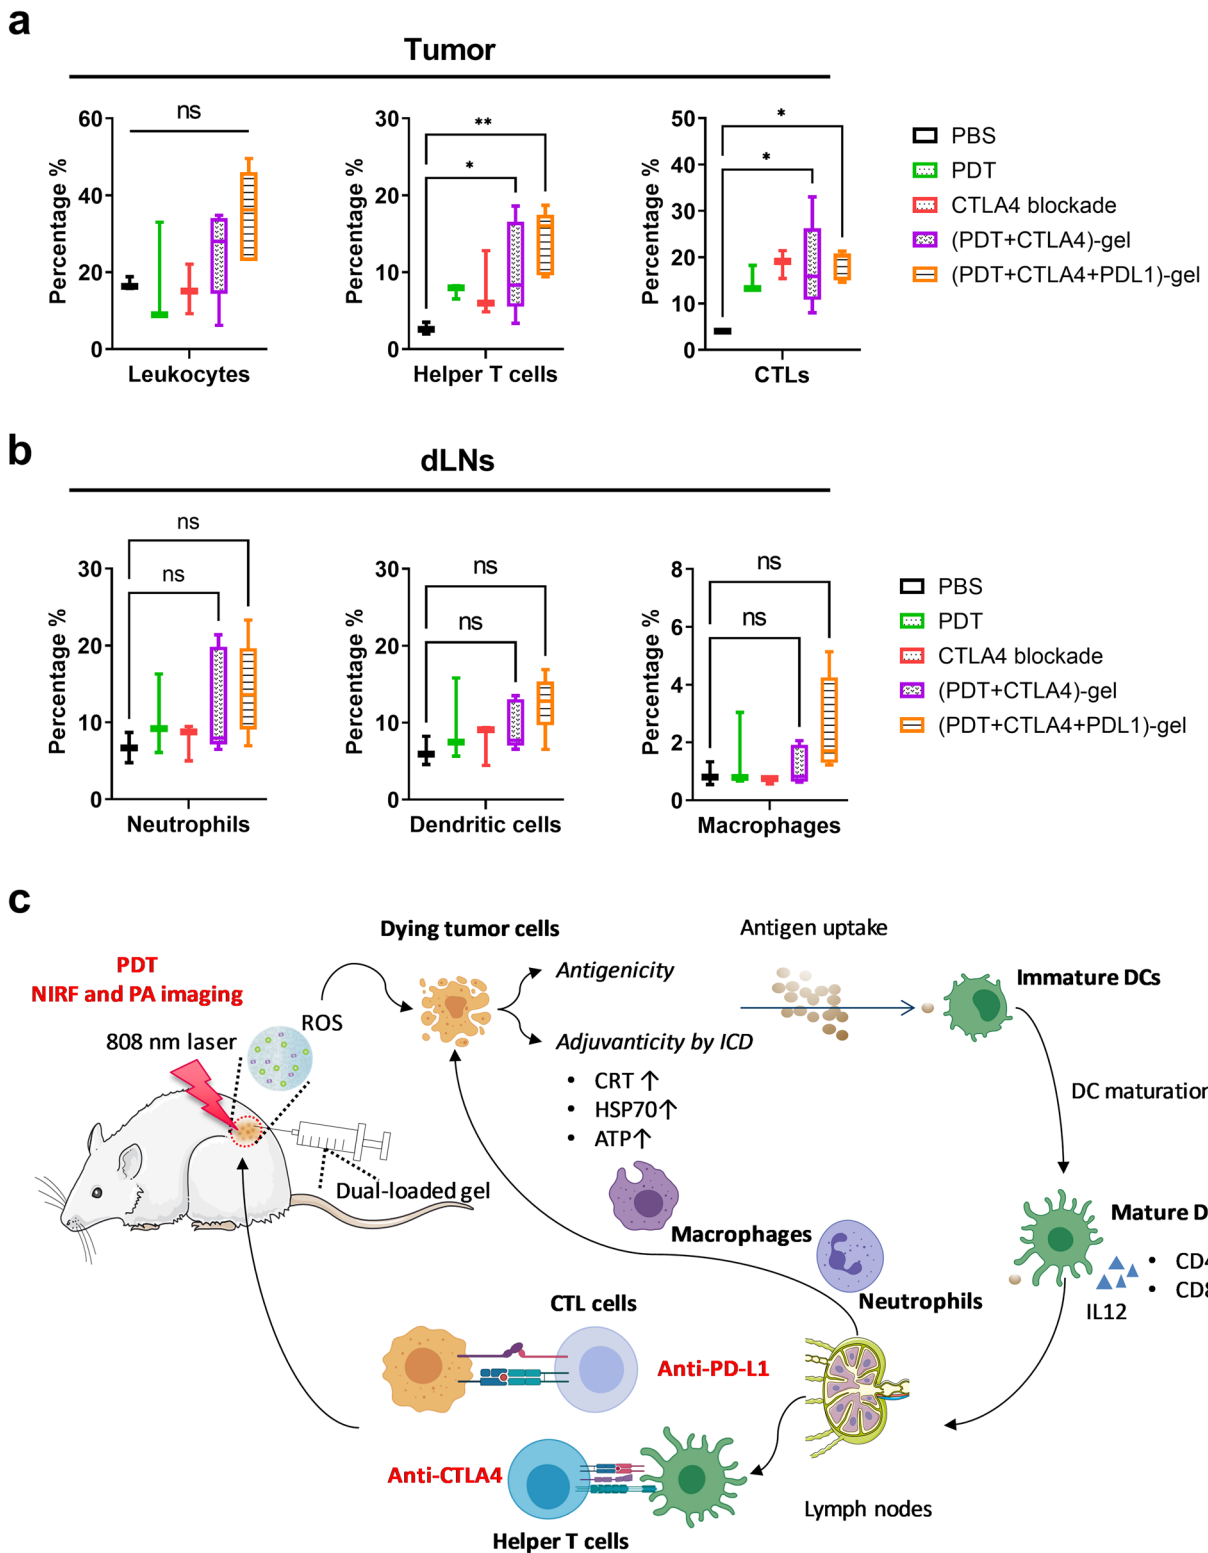 a
Tumor
60
40
20
0
Percentage %
ns
Leukocytes
30
20
10
0
Percentage %
**
*
Helper T cells
50
40
30
20
10
0
Percentage %
*
*
CTLs
PBS
PDT
CTLA4 blockade
(PDT+CTLA4)-gel
(PDT+CTLA4+PDL1)-gel
b
dLNs
30
20
10
0
Percentage %
ns
ns
Neutrophils
30
20
10
0
Percentage %
ns
ns
Dendritic cells
8
6
4
2
0
Percentage %
ns
ns
Macrophages
PBS
PDT
CTLA4 blockade
(PDT+CTLA4)-gel
(PDT+CTLA4+PDL1)-gel
c
PDT
NIRF and PA imaging
808 nm laser
ROS
Dual-loaded gel
Dying tumor cells
Antigenicity
Adjuvanticity by ICD
• CRT ↑
• HSP70↑
• ATP↑
Antigen uptake
Immature DCs
DC maturation
Mature D
• CD4
• CD8
IL12
Macrophages
Neutrophils
CTL cells
Anti-PD-L1
Anti-CTLA4
Helper T cells
Lymph nodes